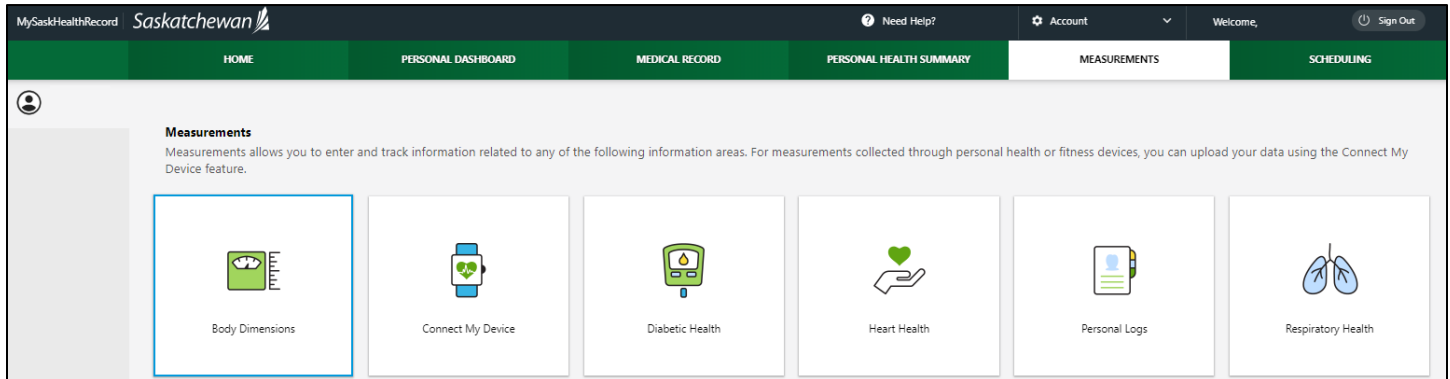 MySaskHealthRecord Saskatchewan Need Help? Account Welcome, Sign Out
HOME PERSONAL DASHBOARD MEDICAL RECORD PERSONAL HEALTH SUMMARY MEASUREMENTS SCHEDULING
Measurements
Measurements allows you to enter and track information related to any of the following information areas. For measurements collected through personal health or fitness devices, you can upload your data using the Connect My
Device feature.
Body Dimensions Connect My Device Diabetic Health Heart Health Personal Logs Respiratory Health